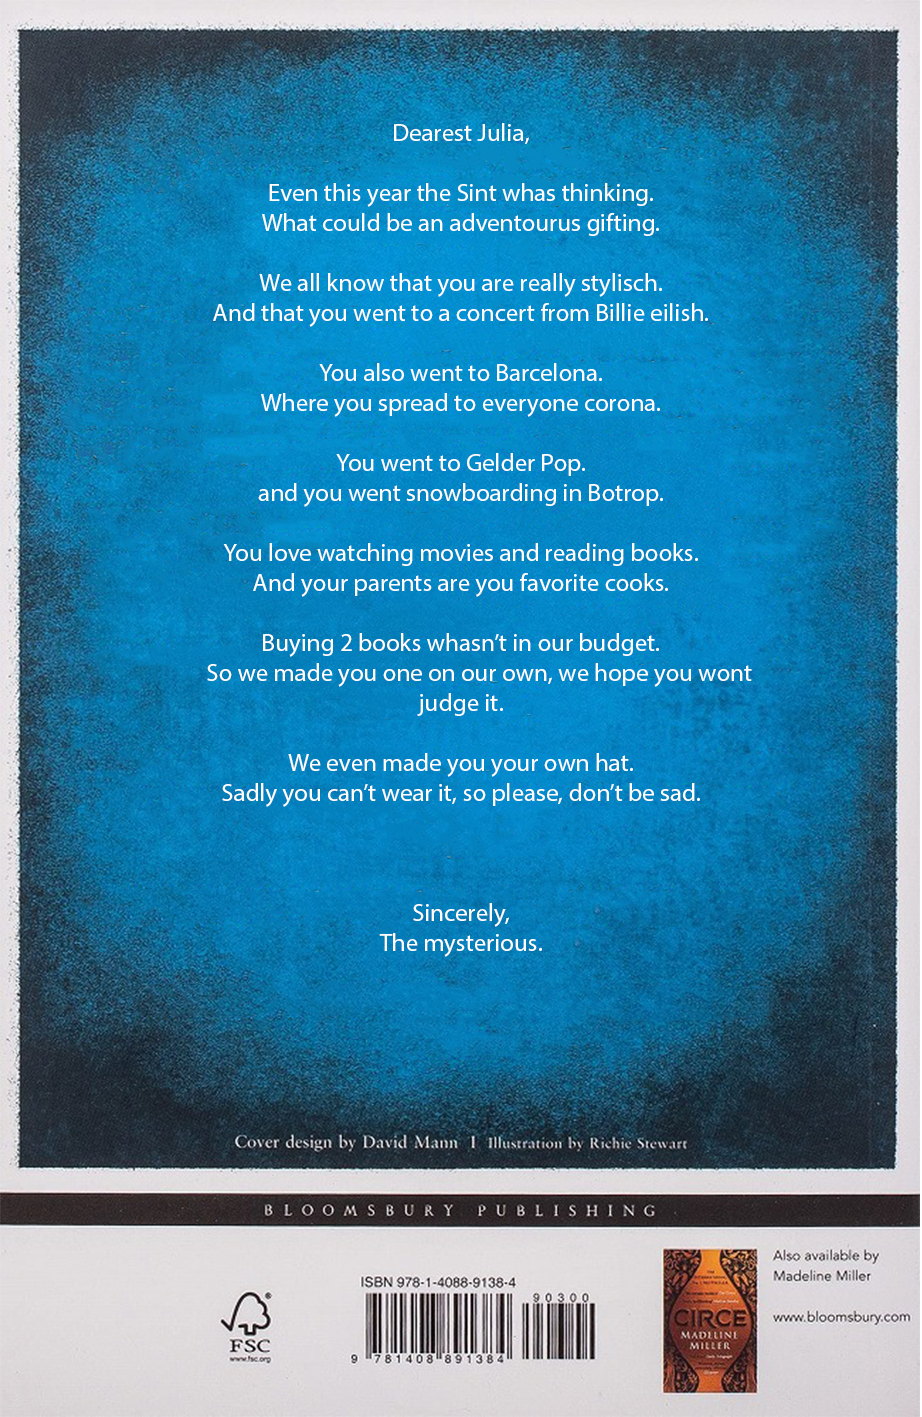 Dearest Julia,
Even this year the Sint whas thinking.
What could be an adventourus gifting.
We all know that you are really stylisch.
And that you went to a concert from Billie eilish.
You also went to Barcelona.
Where you spread to everyone corona.
You went to Gelder Pop.
and you went snowboarding in Botrop.
You love watching movies and reading books.
And your parents are you favorite cooks.
Buying 2 books whasn't in our budget.
So we made you one on our own, we hope you wont
judge it.
We even made you your own hat.
Sadly you can't wear it, so please, don't be sad.
Sincerely,
The mysterious.
Cover design by David Mann | Illustration by Richie Stewart
BLOOMSBURY PUBLISHING
FSC
www.fsc.org
ISBN 978-1-4088-9138-4
90300
9 781408 891384
CIRCE
MADELINE
MILLER
Also available by
Madeline Miller
www.bloomsbury.com